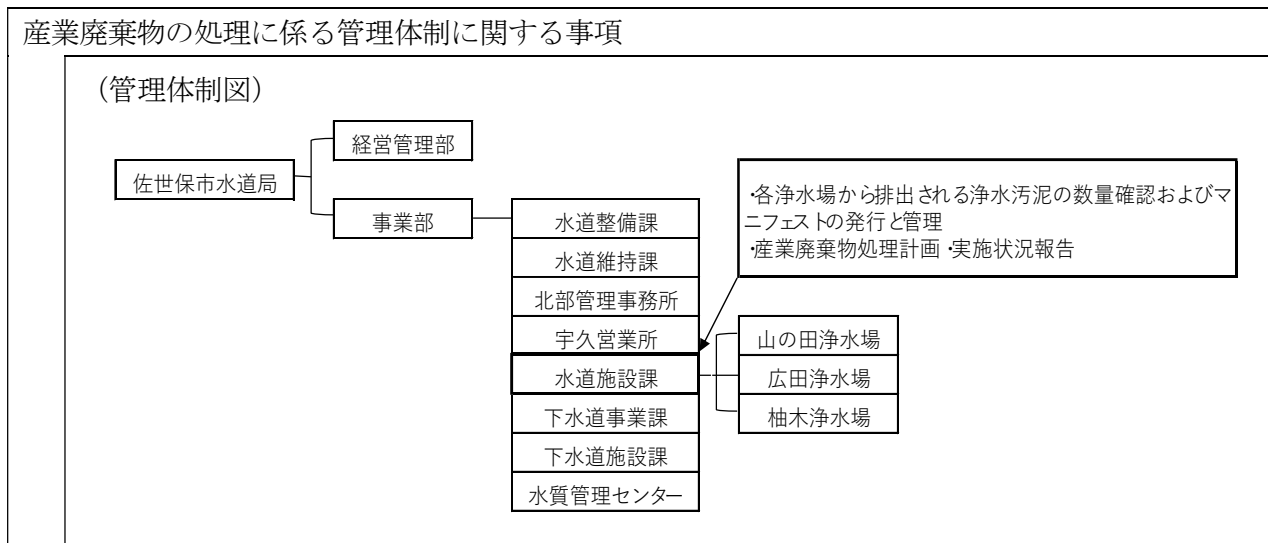 産業廃棄物の処理に係る管理体制に関する事項
（管理体制図）
経営管理部
佐世保市水道局
事業部
・各浄水場から排出される浄水汚泥の数量確認およびマ
ニフェストの発行と管理
・産業廃棄物処理計画・実施状況報告
水道整備課
水道維持課
北部管理事務所
宇久営業所
水道施設課
下水道事業課
下水道施設課
水質管理センター
山の田浄水場
広田浄水場
柚木浄水場